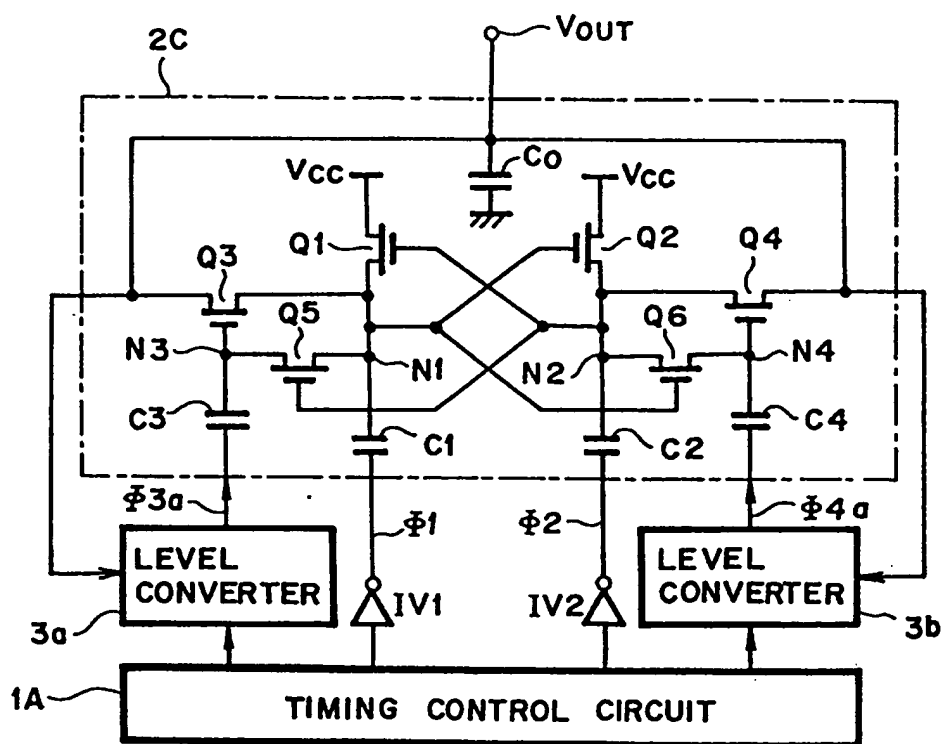 VOUT
2C
VCC
C0
VCC
Q1
Q2
Q3
Q4
Q5
Q6
N3
N1
N2
N4
C3
C1
C2
C4
Φ3a
Φ1
Φ2
Φ4a
LEVEL
CONVERTER
LEVEL
CONVERTER
IV1
IV2
3a
3b
1A
TIMING CONTROL CIRCUIT